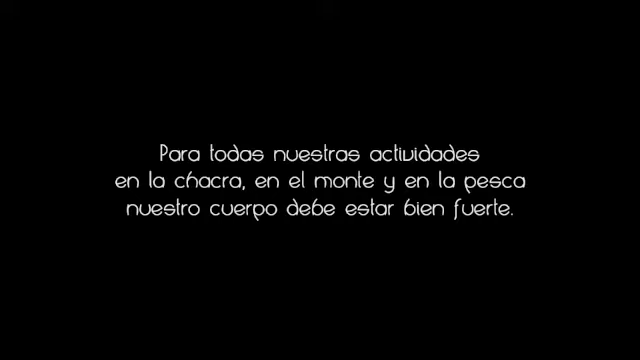 Para todas nuestras actividades
en la chacra, en el monte y en la pesca
nuestro cuerpo debe estar bien fuerte.